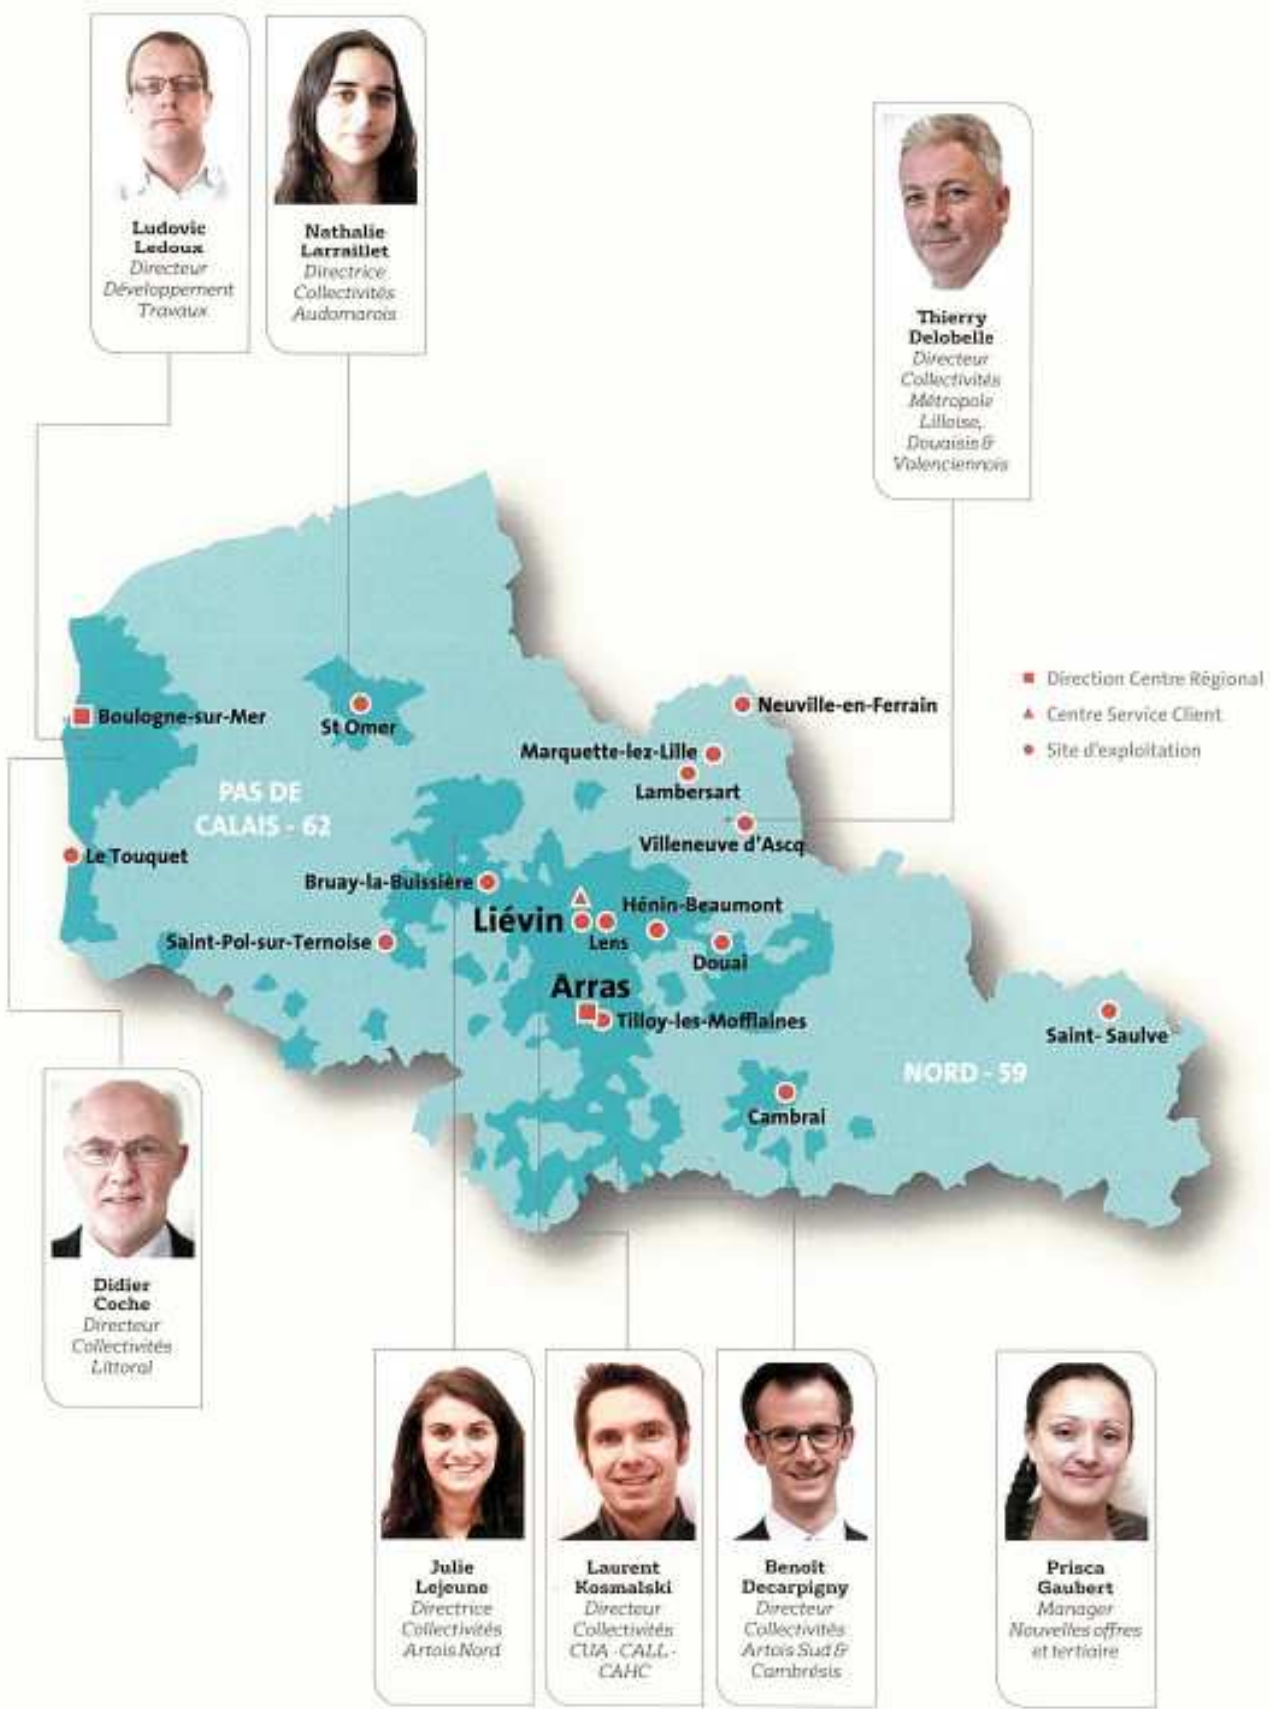 Ludovic
Ledoux
Directeur
Développement
Travaux
Nathalie
Larraillet
Directrice
Collectivités
Audomarois
Thierry
Delobelle
Directeur
Collectivités
Métropole
Lilloise,
Douaisis &
Valenciennois
Direction Centre Régional
Centre Service Client
Site d'exploitation
Boulogne-sur-Mer
St Omer
Neuville-en-Ferrain
Marquette-lez-Lille
Lambersart
PAS DE
CALAIS - 62
Villeneuve d'Ascq
Le Touquet
Bruay-la-Buissière
Hénin-Beaumont
Liévin
Lens
Saint-Pol-sur-Ternoise
Douai
Arras
Tilloy-les-Mofflaines
Saint- Saulve
NORD - 59
Cambrai
Didier
Coche
Directeur
Collectivités
Littoral
Julie
Lejeune
Directrice
Collectivités
Artois Nord
Laurent
Kosmalski
Directeur
Collectivités
CUA - CALL -
CAHC
Benoît
Decarpigny
Directeur
Collectivités
Artois Sud &
Cambrésis
Prisca
Gaubert
Manager
Nouvelles offres
et tertiaire